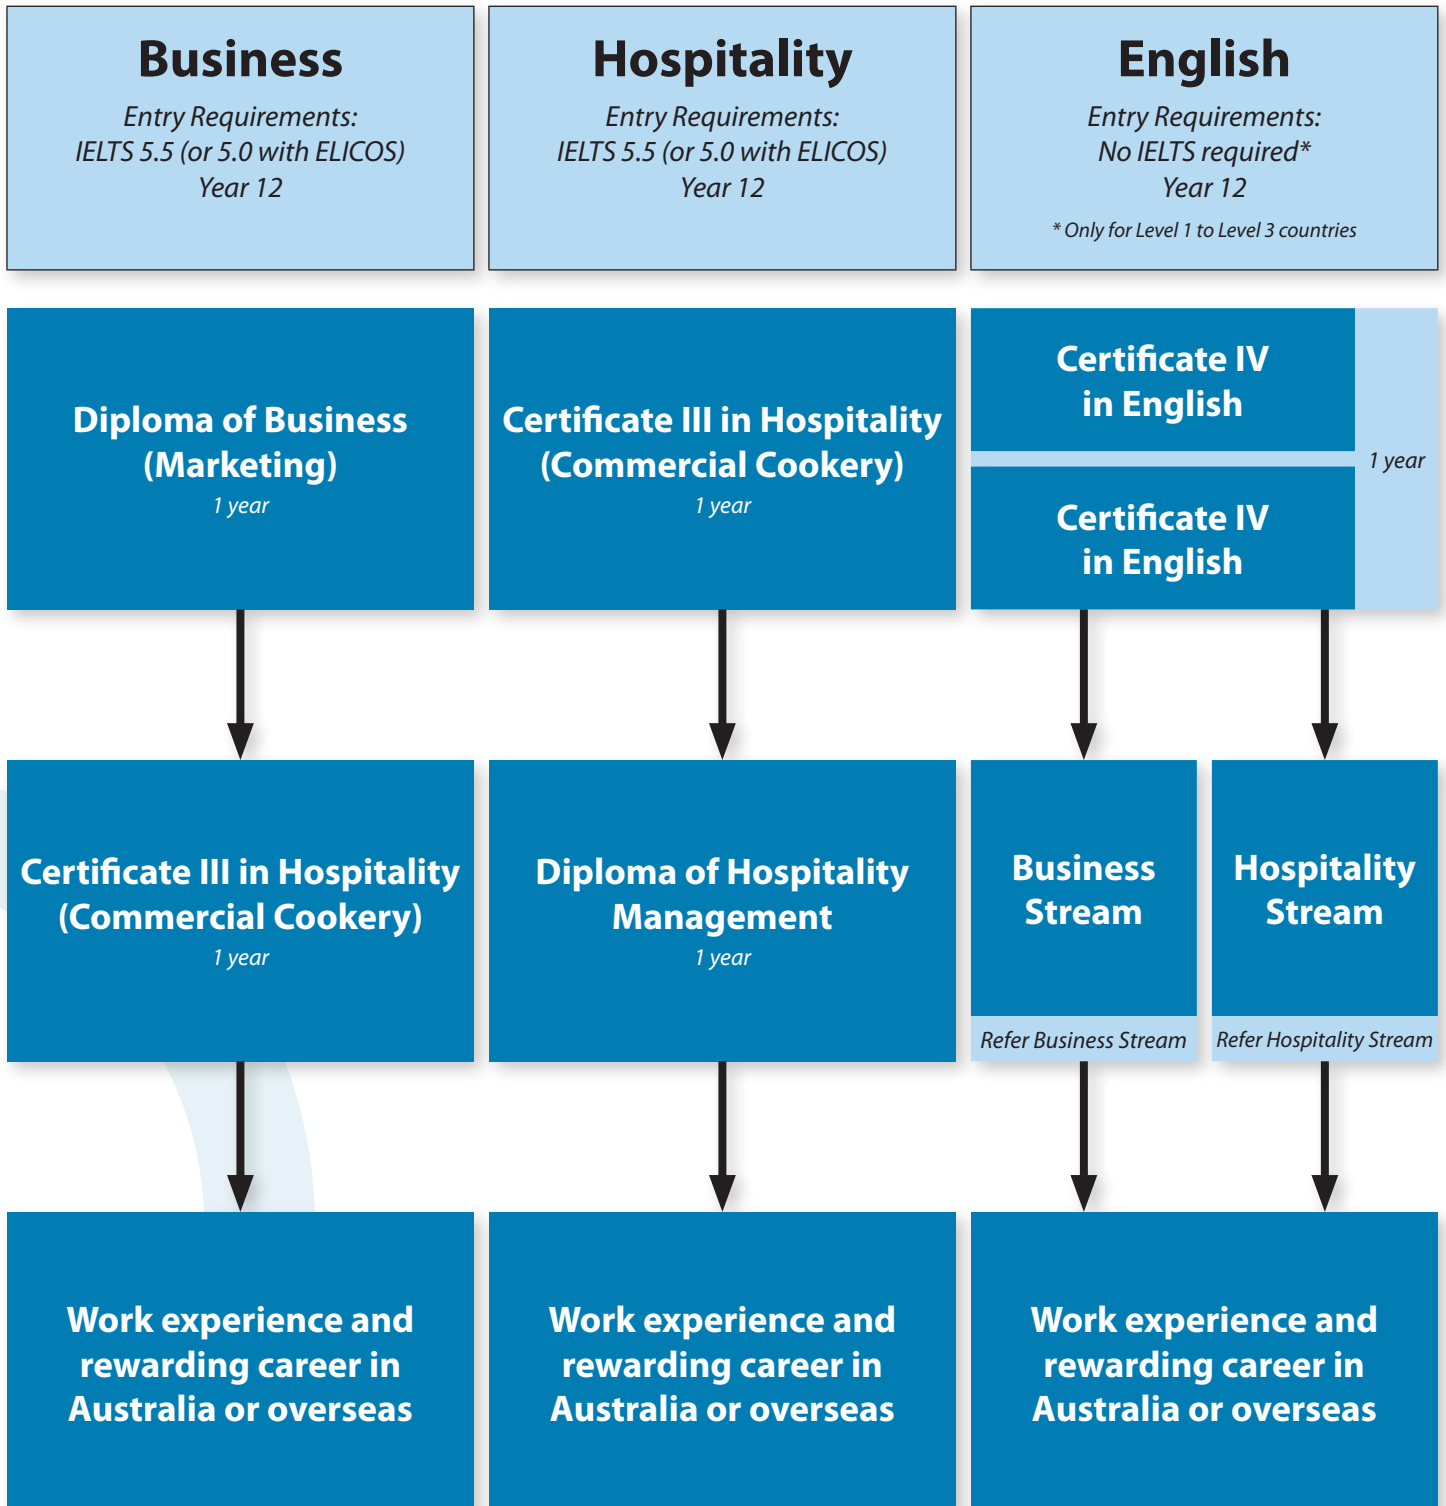 Business
Entry Requirements:
IELTS 5.5 (or 5.0 with ELICOS)
Year 12
Hospitality
Entry Requirements:
IELTS 5.5 (or 5.0 with ELICOS)
Year 12
English
Entry Requirements:
No IELTS required*
Year 12
* Only for Level 1 to Level 3 countries
Diploma of Business
(Marketing)
1 year
Certificate III in Hospitality
(Commercial Cookery)
1 year
Certificate IV
in English
Certificate IV
in English
1 year
Certificate III in Hospitality
(Commercial Cookery)
1 year
Diploma of Hospitality
Management
1 year
Business
Stream
Refer Business Stream
Hospitality
Stream
Refer Hospitality Stream
Work experience and
rewarding career in
Australia or overseas
Work experience and
rewarding career in
Australia or overseas
Work experience and
rewarding career in
Australia or overseas